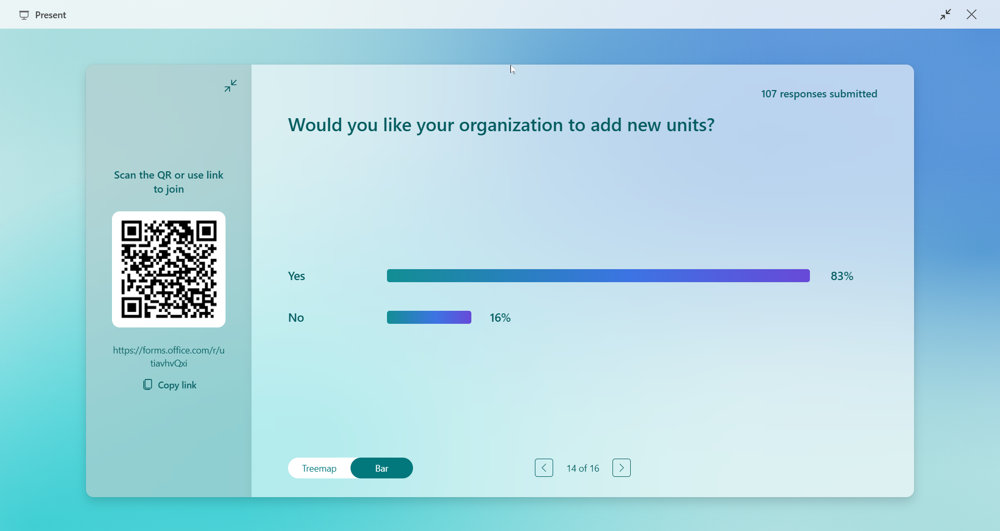 Present
107 responses submitted
Would you like your organization to add new units?
Scan the QR or use link
to join
https://forms.office.com/r/u
tiavhvQxi
Copy link
Yes 83%
No 16%
Treemap Bar
14 of 16